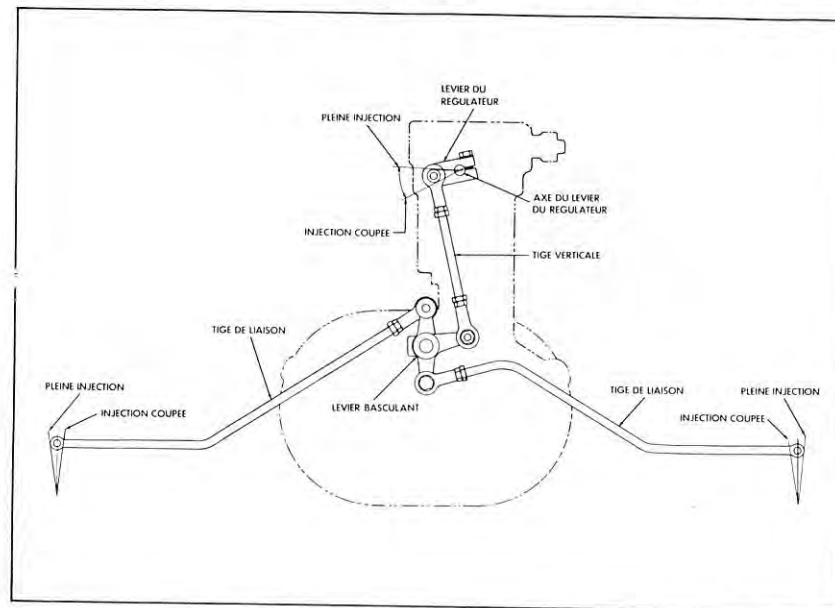 LEVIER DU
REGULATEUR
PLEINE INJECTION
AXE DU LEVIER
DU REGULATEUR
INJECTION COUPEE
TIGE VERTICALE
TIGE DE LIAISON
PLEINE INJECTION
INJECTION COUPEE
LEVIER BASCULANT
TIGE DE LIAISON
PLEINE INJECTION
INJECTION COUPEE